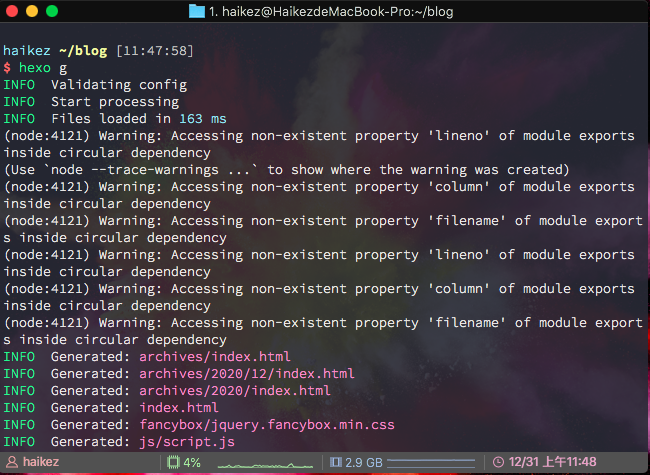 1. haikez@HaikezdeMacBook-Pro:~/blog
haikez ~/blog [11:47:58]
$ hexo g
INFO  Validating config
INFO  Start processing
INFO  Files loaded in 163 ms
(node:4121) Warning: Accessing non-existent property 'lineno' of module exports
inside circular dependency
(Use `node --trace-warnings ...` to show where the warning was created)
(node:4121) Warning: Accessing non-existent property 'column' of module exports
inside circular dependency
(node:4121) Warning: Accessing non-existent property 'filename' of module export
s inside circular dependency
(node:4121) Warning: Accessing non-existent property 'lineno' of module exports
inside circular dependency
(node:4121) Warning: Accessing non-existent property 'column' of module exports
inside circular dependency
(node:4121) Warning: Accessing non-existent property 'filename' of module export
s inside circular dependency
INFO  Generated: archives/index.html
INFO  Generated: archives/2020/12/index.html
INFO  Generated: archives/2020/index.html
INFO  Generated: index.html
INFO  Generated: fancybox/jquery.fancybox.min.css
INFO  Generated: js/script.js
haikez 4% 2.9 GB 12/31 上午11:48